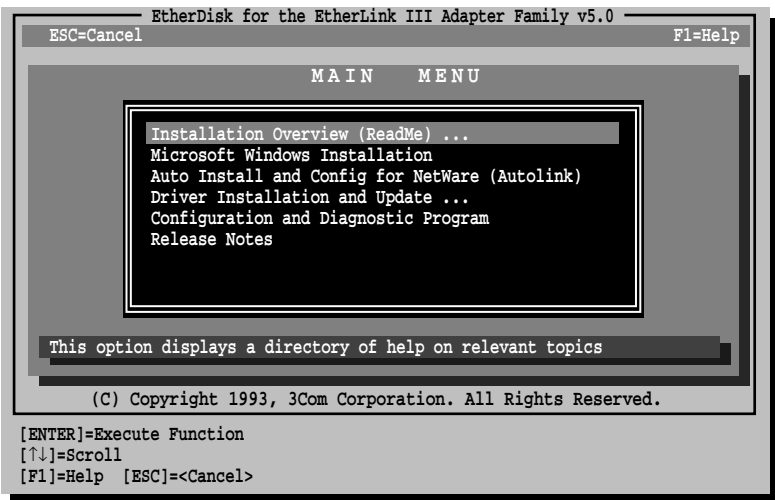 EtherDisk for the EtherLink III Adapter Family v5.0
ESC=Cancel F1=Help
MAIN MENU
Installation Overview (ReadMe) ...
Microsoft Windows Installation
Auto Install and Config for NetWare (Autolink)
Driver Installation and Update ...
Configuration and Diagnostic Program
Release Notes
This option displays a directory of help on relevant topics
(C) Copyright 1993, 3Com Corporation. All Rights Reserved.
[ENTER]=Execute Function
[↑↓]=Scroll
[F1]=Help [ESC]=<Cancel>